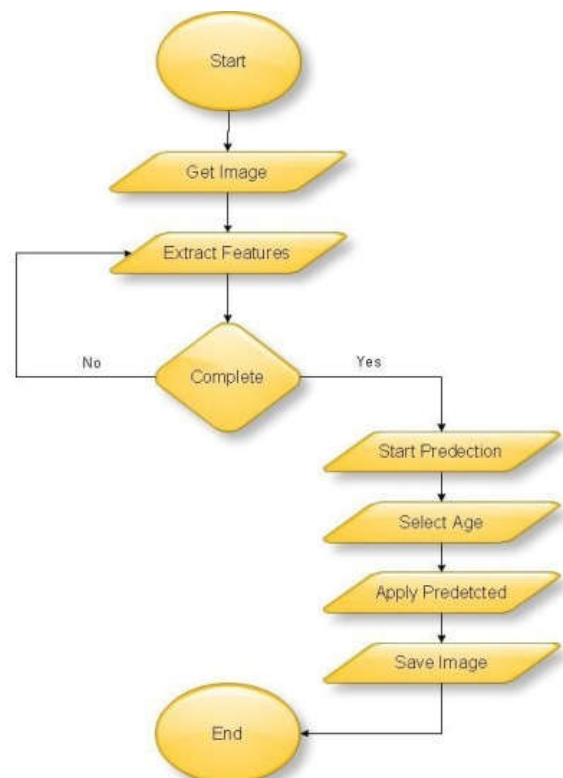 Start
Get Image
Extract Features
Complete
No
Yes
Start Predection
Select Age
Apply Predetcted
Save Image
End